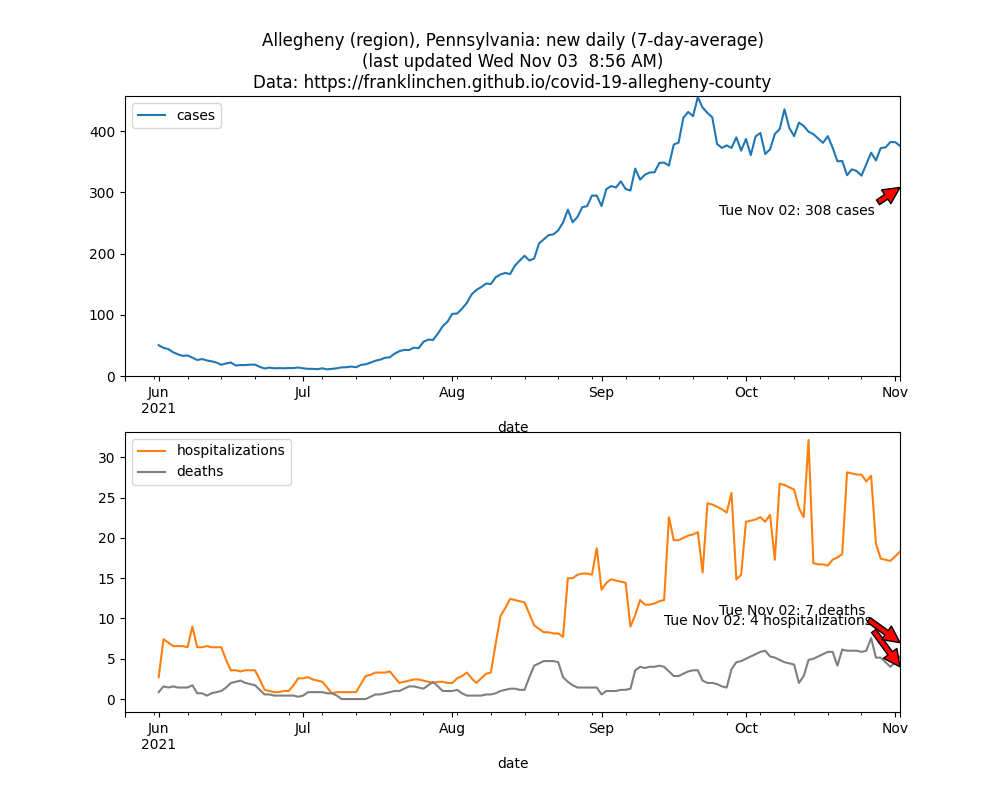 Allegheny (region), Pennsylvania: new daily (7-day-average)
(last updated Wed Nov 03  8:56 AM)
Data: https://franklinchen.github.io/covid-19-allegheny-county
cases
400
300
200
100
0
Tue Nov 02: 308 cases
Jun
2021
Jul
Aug
Sep
Oct
Nov
date
hospitalizations
deaths
30
25
20
15
10
5
0
Tue Nov 02: 7 deaths
Tue Nov 02: 4 hospitalizations
Jun
2021
Jul
Aug
Sep
Oct
Nov
date